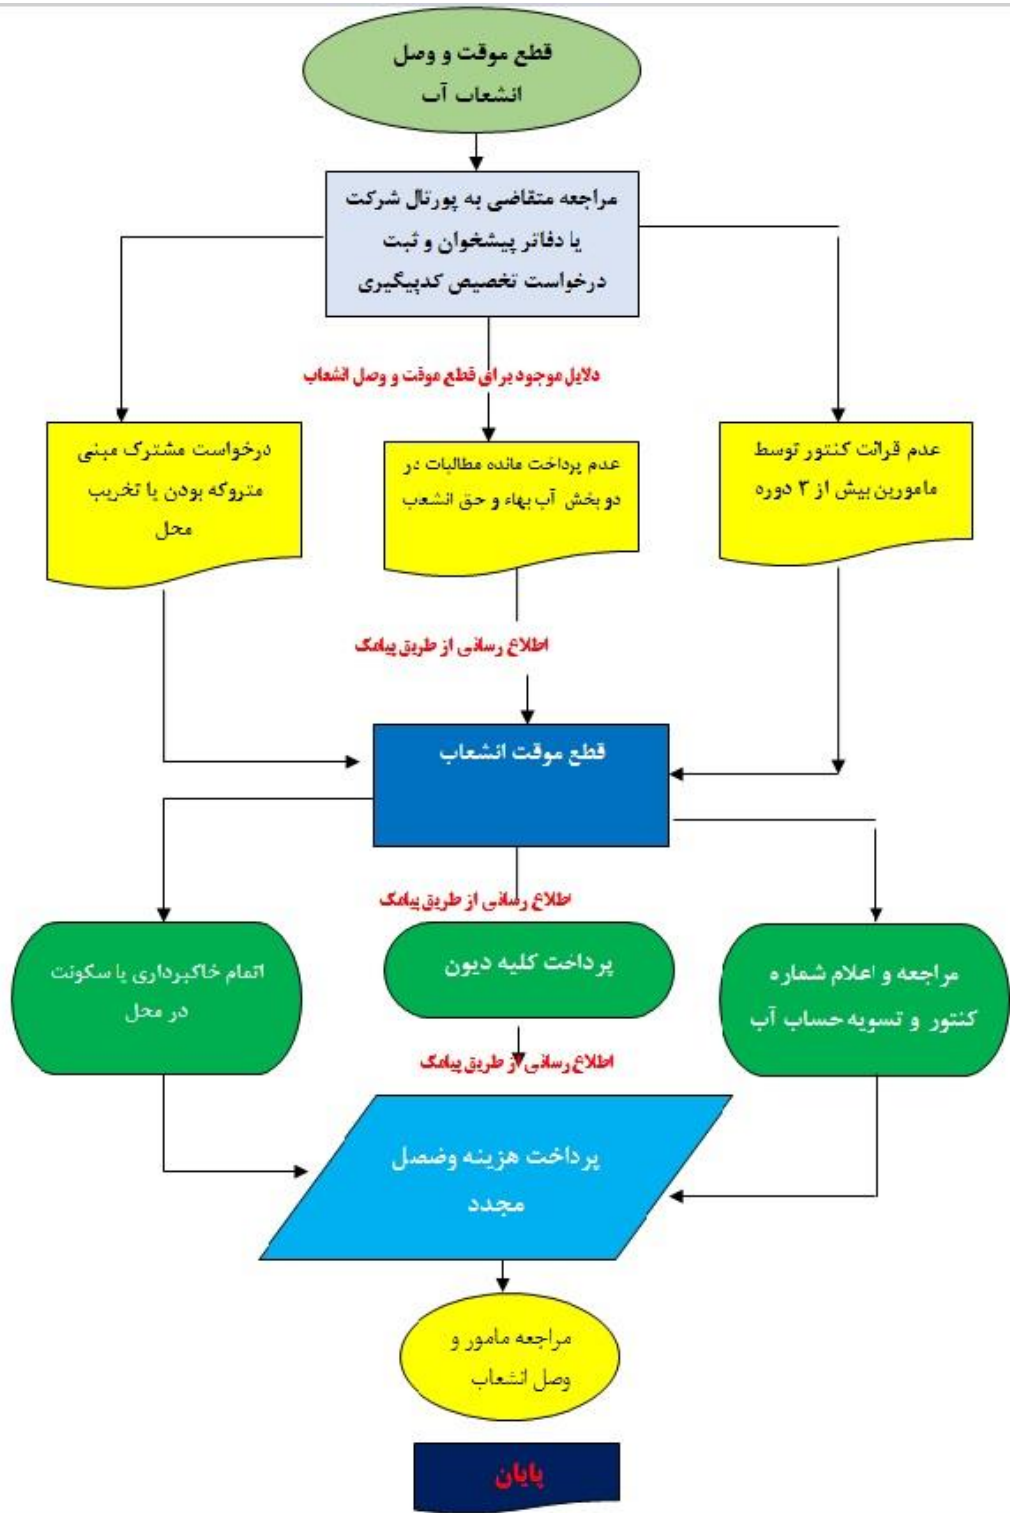 قطع موقت و وصل
انشعاب آب
مراجعه متقاضی به پورتال شرکت
یا دفاتر پیشخوان و ثبت
درخواست تخصیص کدپیگیری
دلایل موجود برای قطع موقت و وصل انشعاب
عدم قرائت کنتور توسط
مامورین بیش از ۳ دوره
عدم پرداخت مانده مطالبات در
دو بخش آب بهاء و حق انشعاب
درخواست مشترک مبنی
متروکه بودن یا تخریب
محل
اطلاع رسانی از طریق پیامک
قطع موقت انشعاب
اطلاع رسانی از طریق پیامک
مراجعه و اعلام شماره
کنتور و تسویه حساب آب
پرداخت کلیه دیون
اتمام خاکبرداری یا سکونت
در محل
اطلاع رسانی از طریق پیامک
پرداخت هزینه وضصل
مجدد
مراجعه مامور و
وصل انشعاب
پایان